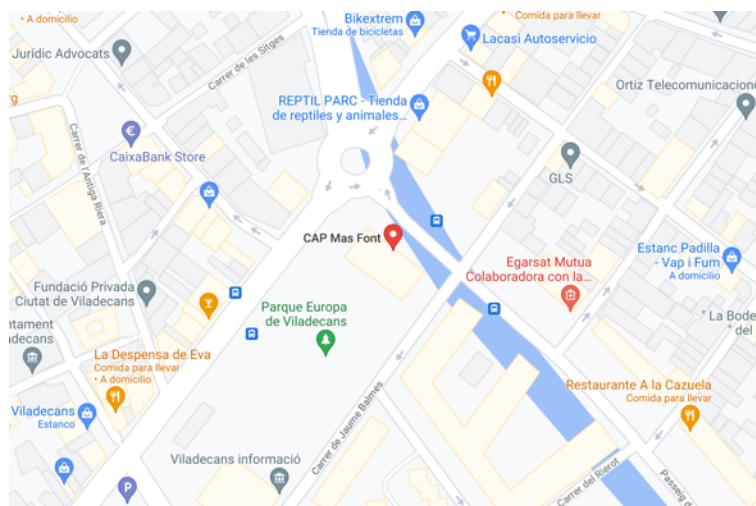 • A domicilio
Bikextrem
Tienda de bicicletas
Comida para llevar
Jurídic Advocats
Lacasi Autoservicio
Carrer de les Sitges
Ortiz Telecomunicacione
REPTIL PARC - Tienda
de reptiles y animales...
rg
€
CaixaBank Store
Carrer de l'Antiga Riera
GLS
CAP Mas Font
Estanc Padilla
- Vap i Fum
A domicilio
Egarsat Mutua
Colaboradora con la...
Fundació Privada
Ciutat de Viladecans
Parque Europa
de Viladecans
ntament
adecans
" La Bode
del
La Despensa de Eva
Comida para llevar
• A domicilio
Restaurante A la Cazuela
Comida para llevar
Viladecans
Estanco
Carrer de Jaume Balmes
Viladecans informació
P
Carrer del Rierot
Passeig d